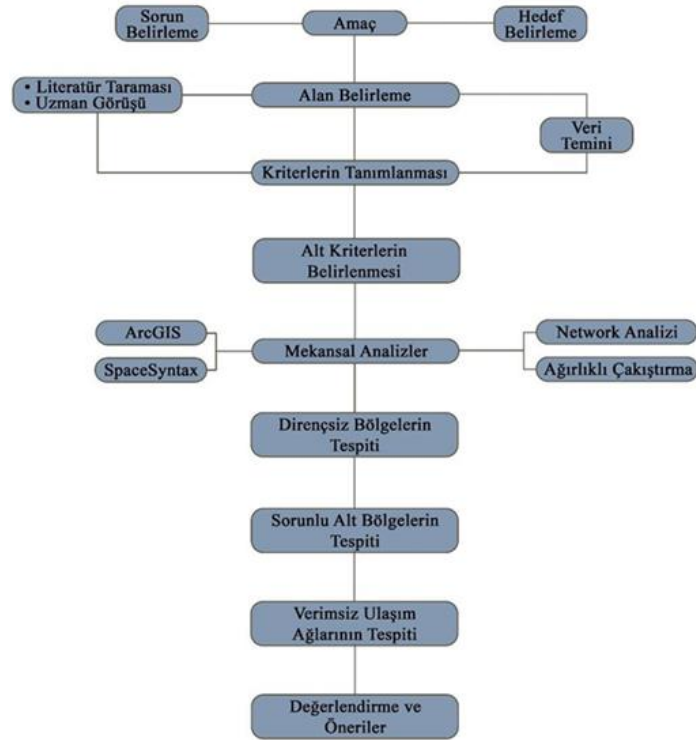 Sorun
Belirleme
Amaç
Hedef
Belirleme
• Literatür Taraması
• Uzman Görüşü
Alan Belirleme
Veri
Temini
Kriterlerin Tanımlanması
Alt Kriterlerin
Belirlenmesi
ArcGIS
SpaceSyntax
Mekansal Analizler
Network Analizi
Ağırlıklı Çakıştırma
Dirençsiz Bölgelerin
Tespiti
Sorunlu Alt Bölgelerin
Tespiti
Verimsiz Ulaşım
Ağlarının Tespiti
Değerlendirme ve
Öneriler